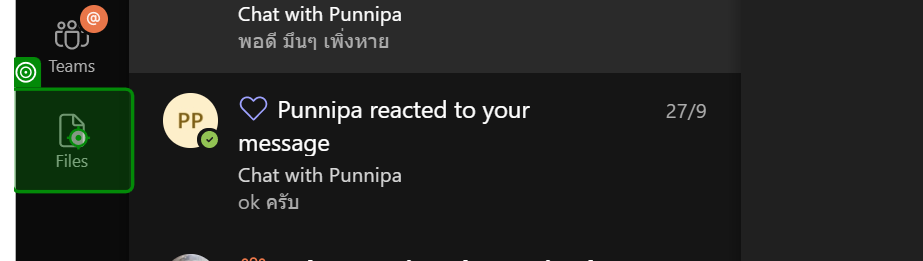 @
Teams
Files
Chat with Punnipa
พอดี มึนๆ เพิ่งหาย
PP
Punnipa reacted to your
message
27/9
Chat with Punnipa
ok ครับ